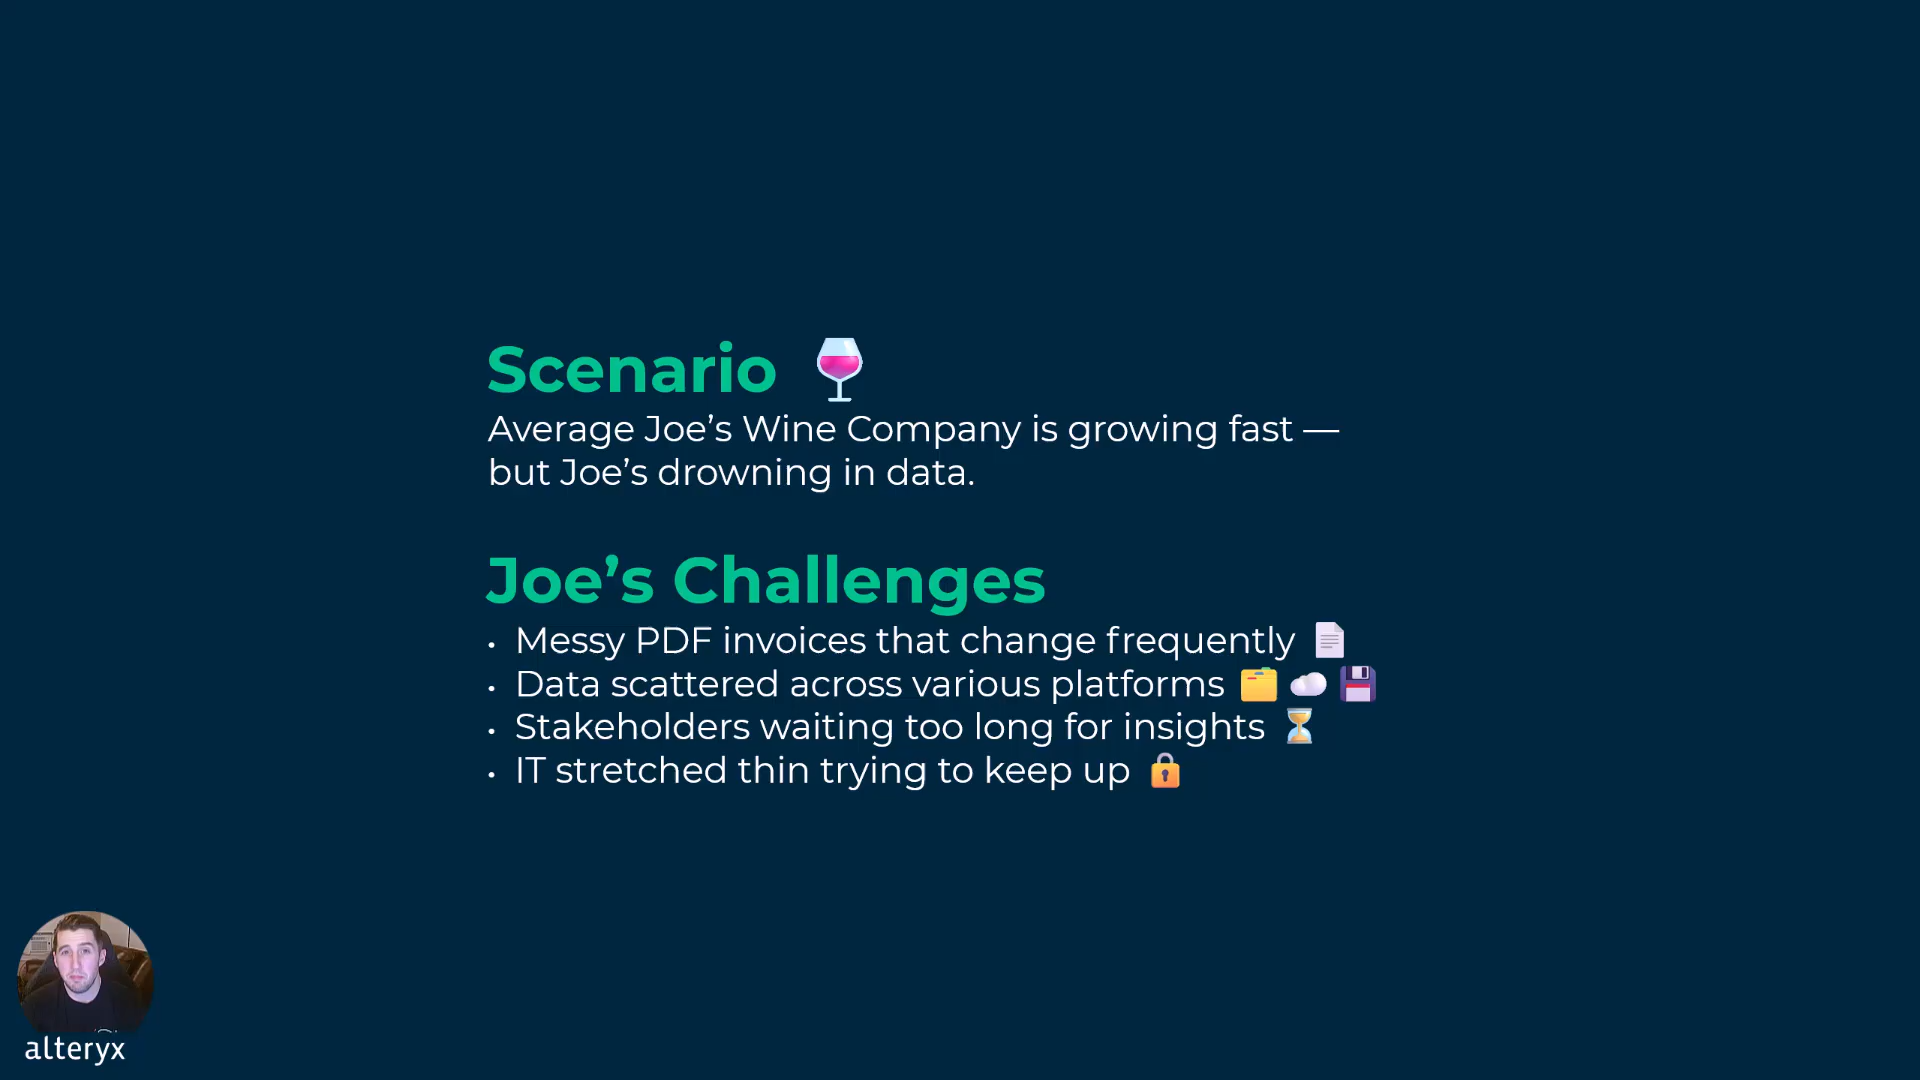 Scenario 🍷
Average Joe’s Wine Company is growing fast —
but Joe’s drowning in data.
Joe’s Challenges
• Messy PDF invoices that change frequently 📄
• Data scattered across various platforms 🗂️ ☁️ 💾
• Stakeholders waiting too long for insights ⏳
• IT stretched thin trying to keep up 🔒
alteryx